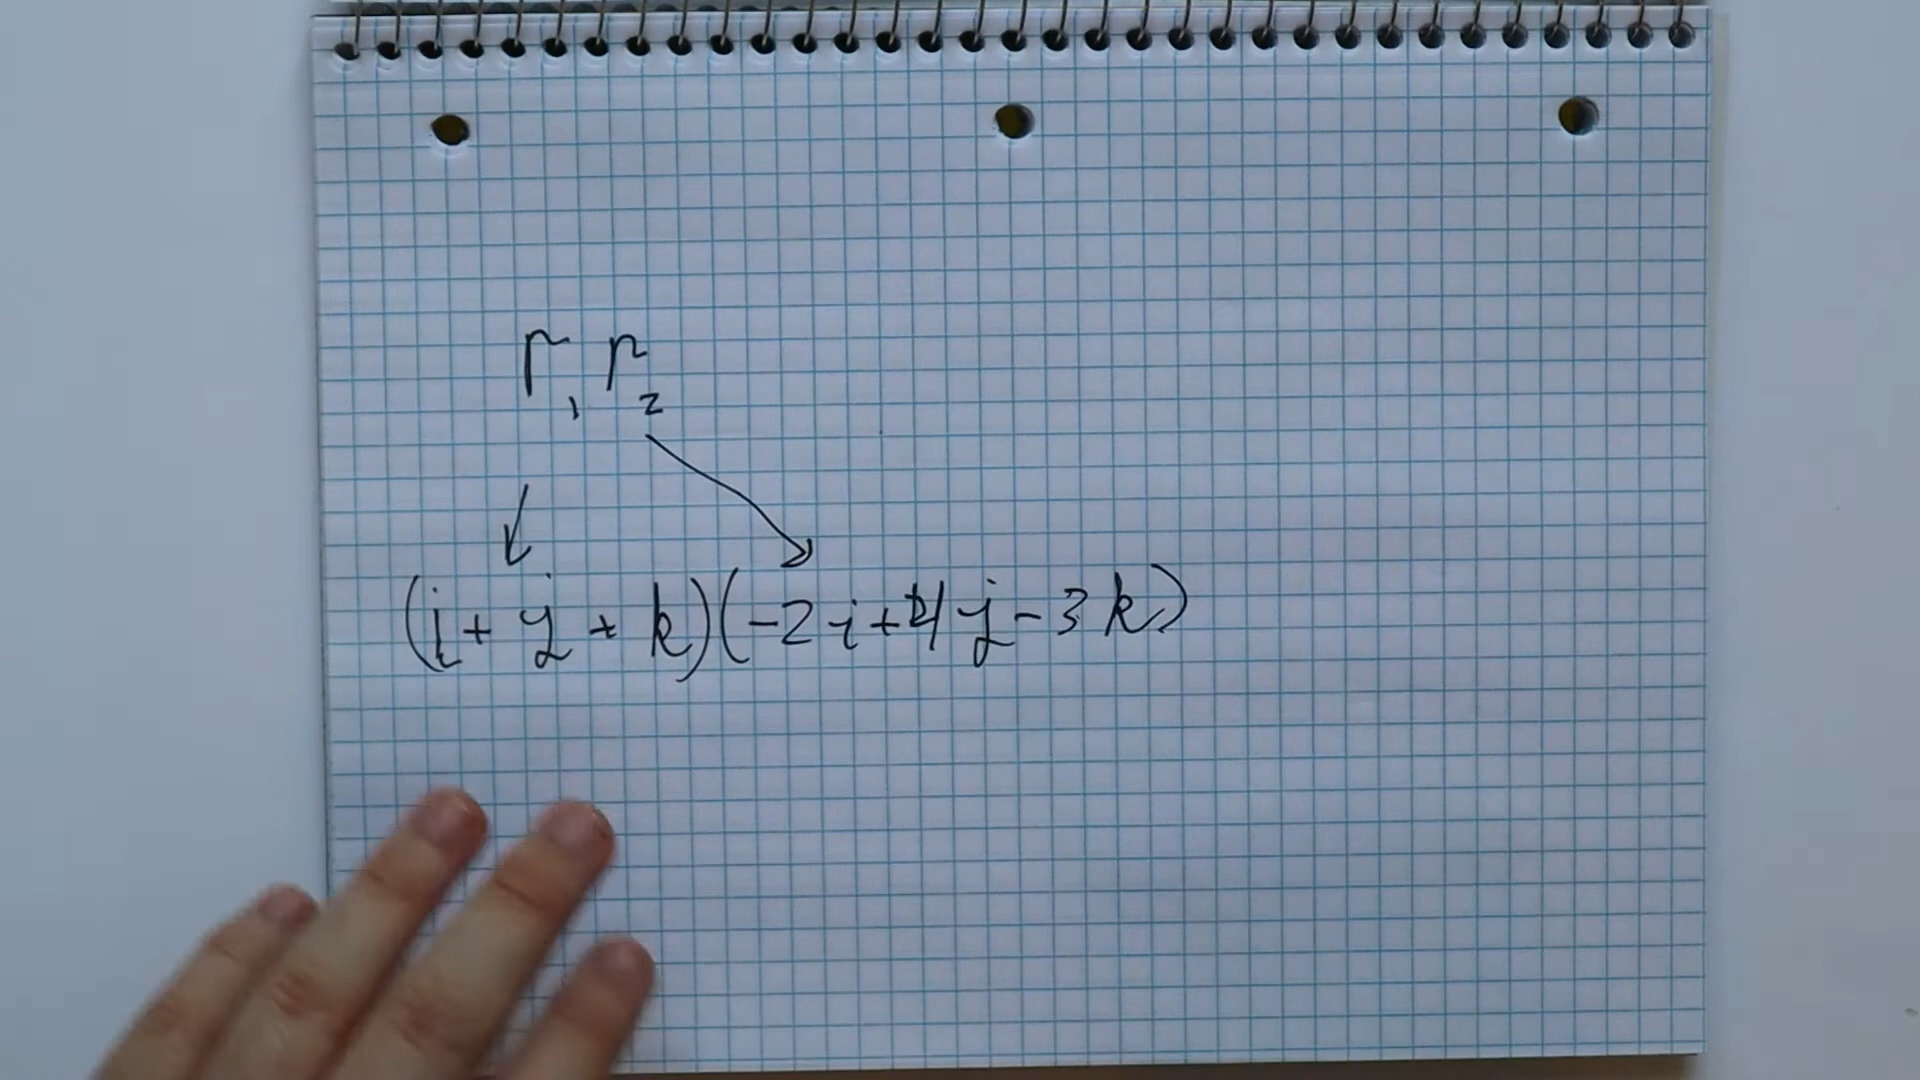 r₁ r₂
(i + j + k)(-2i + 4j - 3k)